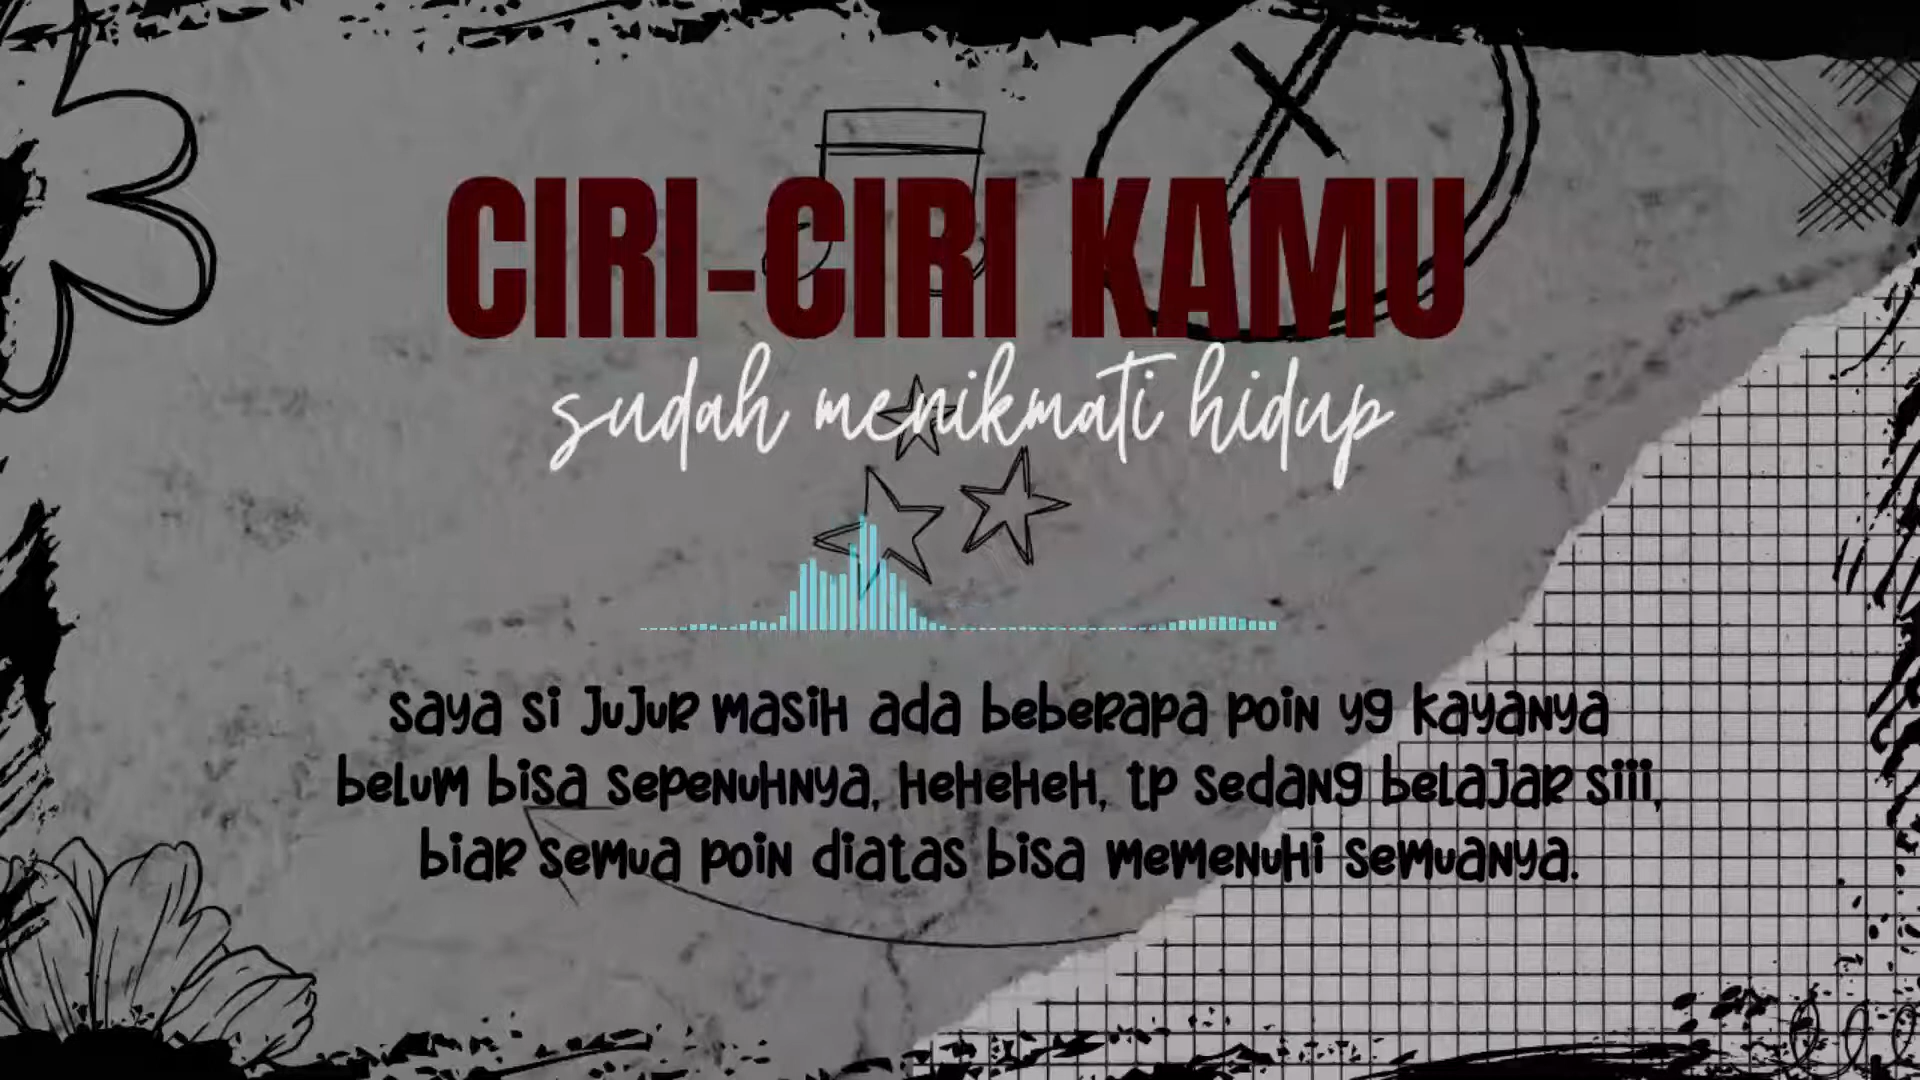 CIRI-CIRI KAMU
sudah menikmati hidup
saya si jujur masih ada beberapa poin yg kayanya
belum bisa sepenuhnya, heheheh, tp sedang belajar siii,
biar semua poin diatas bisa memenuhi semuanya.